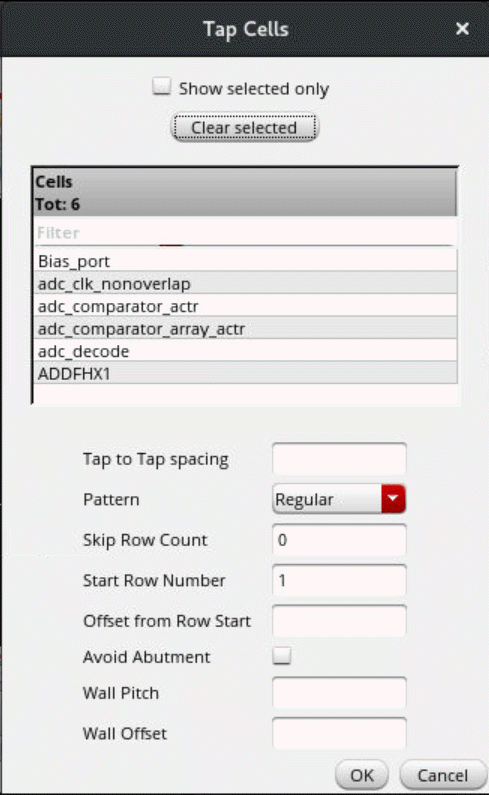 Tap Cells
Show selected only
Clear selected
Cells
Tot: 6
Filter
Bias_port
adc_clk_nonoverlap
adc_comparator_actr
adc_comparator_array_actr
adc_decode
ADDFHX1
Tap to Tap spacing
Pattern Regular
Skip Row Count 0
Start Row Number 1
Offset from Row Start
Avoid Abutment
Wall Pitch
Wall Offset
OK Cancel